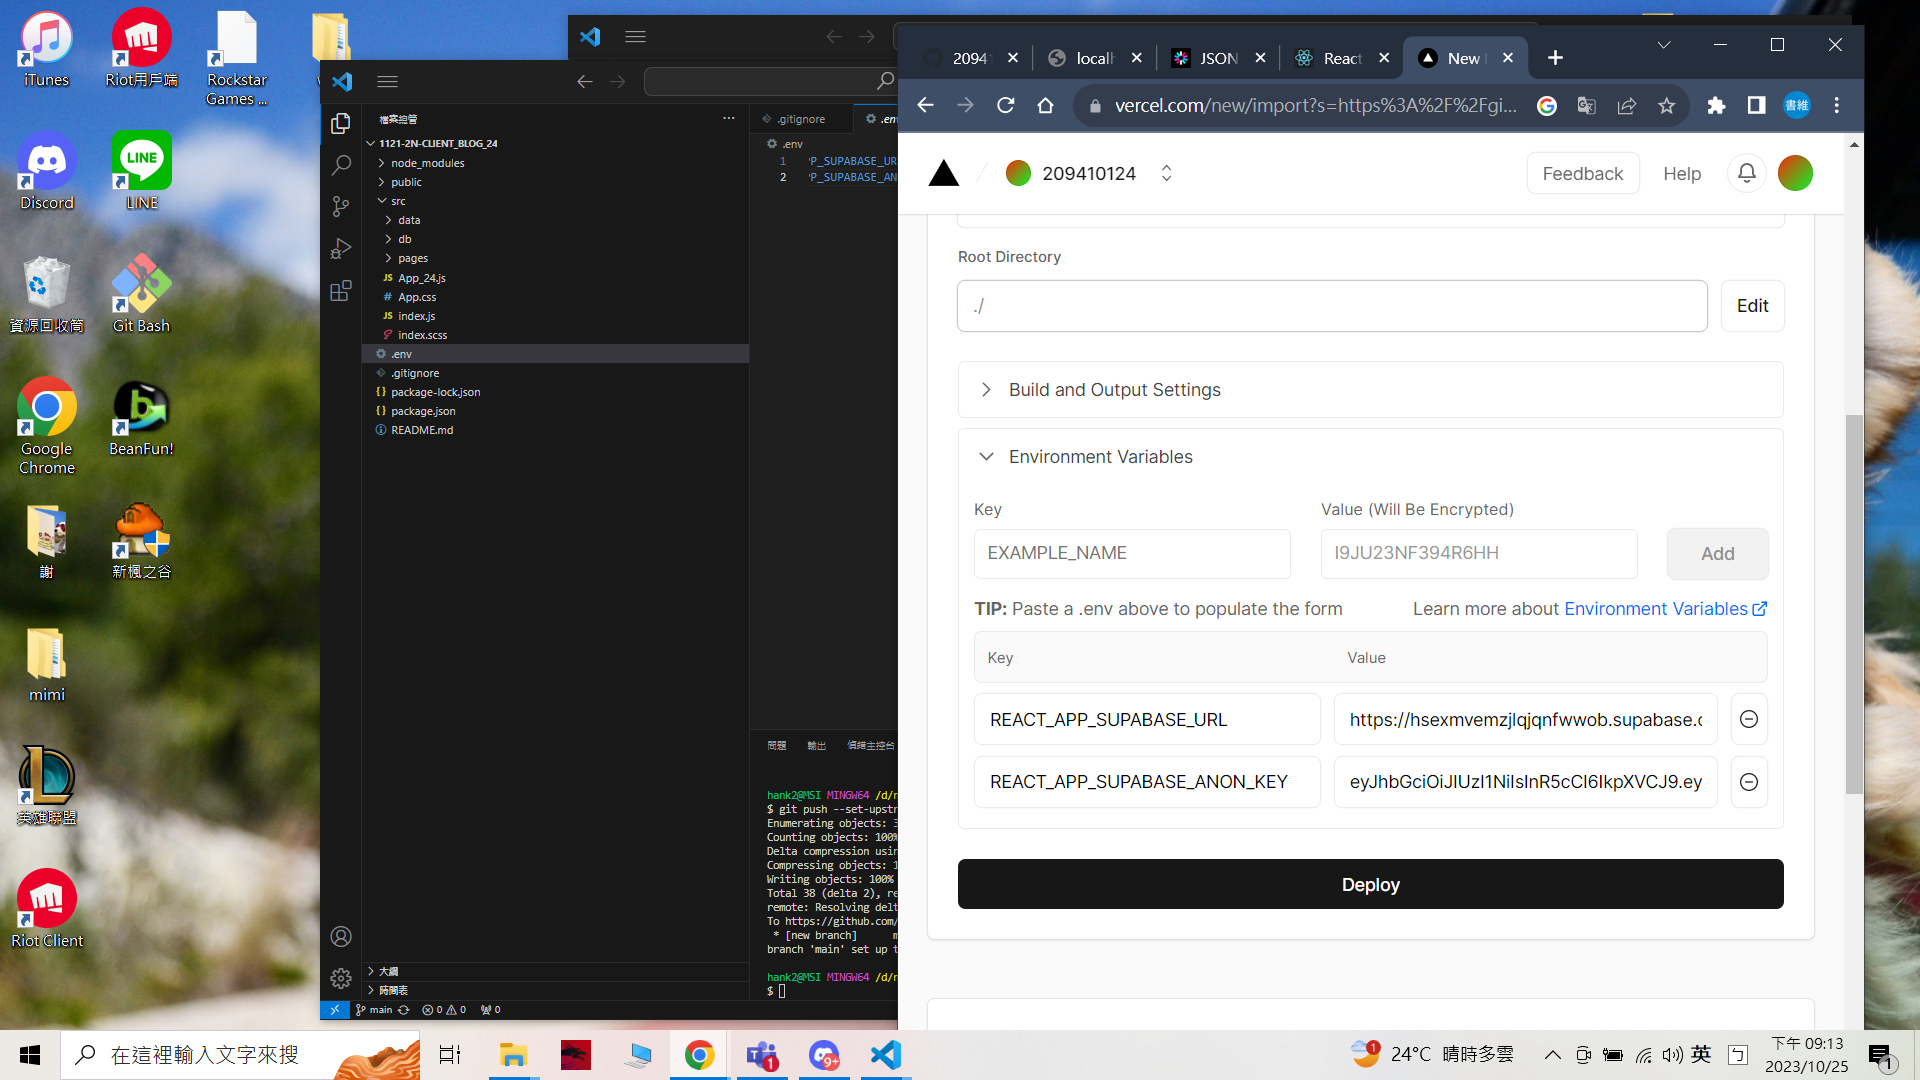 iTunes
Riot用戶端
Rockstar
Games ...
Discord
LINE
資源回收筒
Git Bash
Google
Chrome
BeanFun!
謝
新楓之谷
mimi
英雄聯盟
Riot Client
檔案總管
1121-2N-CLIENT_BLOG_24
node_modules
public
src
data
db
pages
JS App_24.js
# App.css
JS index.js
index.scss
.env
.gitignore
{} package-lock.json
{} package.json
README.md
大綱
時間表
main
0
0
0
.gitignore
.en
.env
1 P_SUPABASE_UR
2 P_SUPABASE_AN
問題
輸出
偵錯主控台
hank2@MSI MINGW64 /d/
$ git push --set-upstr
Enumerating objects: 3
Counting objects: 100%
Delta compression usin
Compressing objects: 1
Writing objects: 100%
Total 38 (delta 2), re
remote: Resolving delt
To https://github.com/
* [new branch]
branch 'main' set up t
hank2@MSI MINGW64 /d/
$
2094
localh
JSON
React
New
vercel.com/new/import?s=https%3A%2F%2Fgi...
書維
209410124
Feedback
Help
Root Directory
./
Edit
Build and Output Settings
Environment Variables
Key
Value (Will Be Encrypted)
EXAMPLE_NAME
I9JU23NF394R6HH
Add
TIP: Paste a .env above to populate the form
Learn more about Environment Variables
Key
Value
REACT_APP_SUPABASE_URL
https://hsexmvemzjlqjqnfwwob.supabase.c
REACT_APP_SUPABASE_ANON_KEY
eyJhbGciOiJIUzI1NiIsInR5cCI6IkpXVCJ9.ey
Deploy
在這裡輸入文字來搜
1
9+
1
24°C 晴時多雲
英
ㄅ
下午 09:13
2023/10/25
1